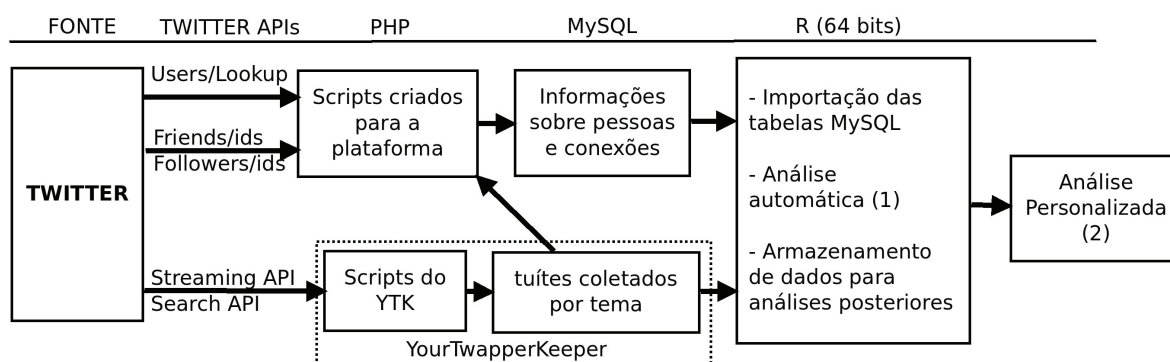 FONTE
TWITTER APIs
PHP
MySQL
R (64 bits)
TWITTER
Users/Lookup
Friends/ids
Followers/ids
Streaming API
Search API
Scripts criados
para a
plataforma
Informações
sobre pessoas
e conexões
Scripts do
YTK
tuítes coletados
por tema
YourTwapperKeeper
- Importação das
tabelas MySQL
- Análise
automática (1)
- Armazenamento
de dados para
análises posteriores
Análise
Personalizada
(2)